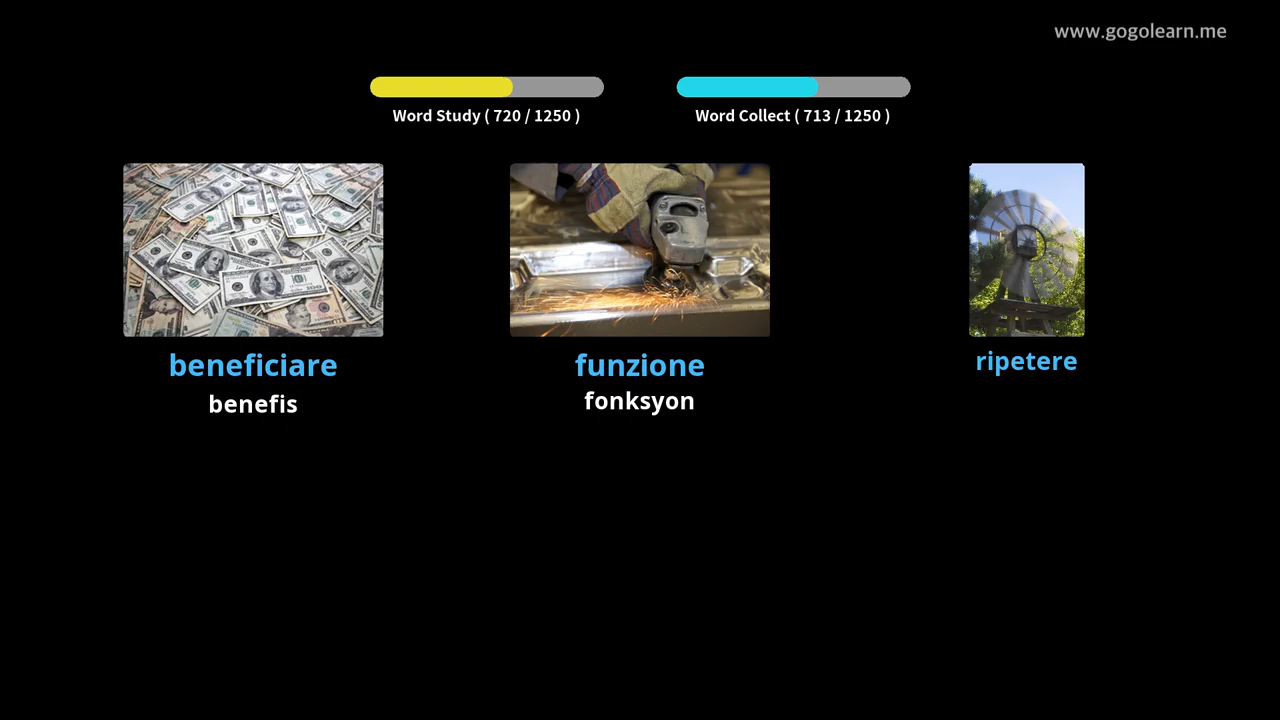 www.gogolearn.me
Word Study ( 720 / 1250 )
Word Collect ( 713 / 1250 )
beneficiare
benefis
funzione
fonksyon
ripetere